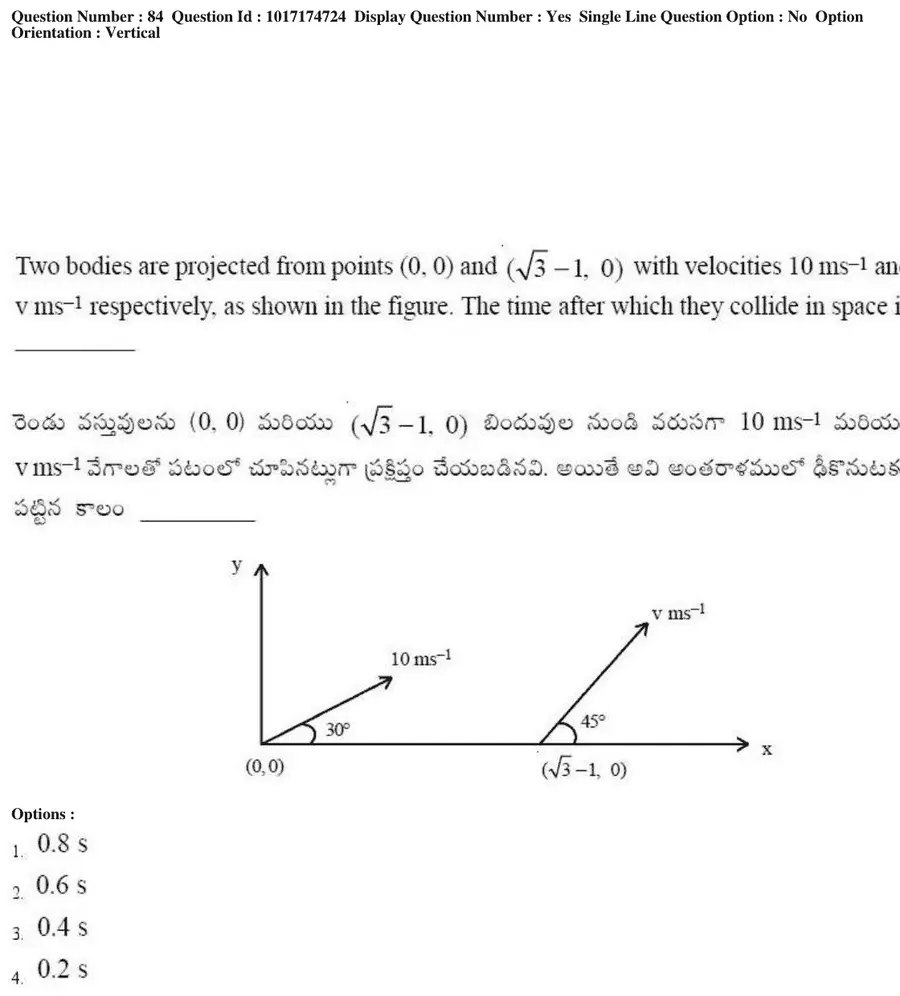 Question Number : 84 Question Id : 1017174724 Display Question Number : Yes Single Line Question Option : No Option
Orientation : Vertical
Two bodies are projected from points (0, 0) and (√3 – 1, 0) with velocities 10 ms–1 an
v ms–1 respectively, as shown in the figure. The time after which they collide in space i
__________
రెండు వస్తువులను (0, 0) మరియు (√3 – 1, 0) బిందువుల నుండి వరుసగా 10 ms–1 మరియు
v ms–1 వేగాలతో పటంలో చూపినట్లుగా ప్రక్షిప్తం చేయబడినవి. అయితే అవి అంతరాళములో ఢీకొనుటక
పట్టిన కాలం __________
y
v ms–1
10 ms–1
30°
45°
x
(0,0)
(√3 –1, 0)
Options :
1. 0.8 s
2. 0.6 s
3. 0.4 s
4. 0.2 s